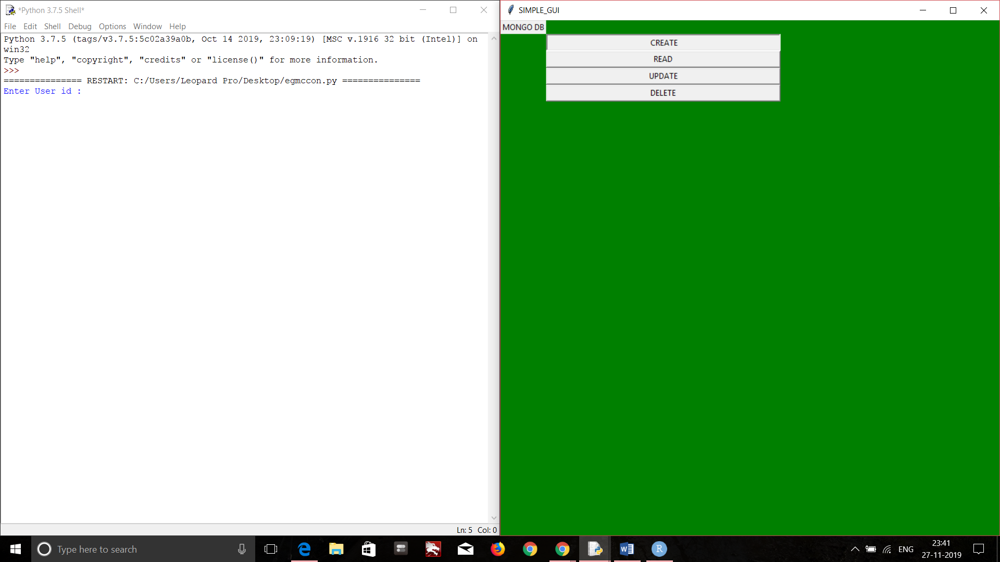 *Python 3.7.5 Shell*
File Edit Shell Debug Options Window Help
Python 3.7.5 (tags/v3.7.5:5c02a39a0b, Oct 14 2019, 23:09:19) [MSC v.1916 32 bit (Intel)] on
win32
Type "help", "copyright", "credits" or "license()" for more information.
>>>
=============== RESTART: C:/Users/Leopard Pro/Desktop/egmccon.py ===============
Enter User id :
Ln: 5 Col: 0
SIMPLE_GUI
MONGO DB
CREATE
READ
UPDATE
DELETE
Type here to search
R
ENG
23:41
27-11-2019